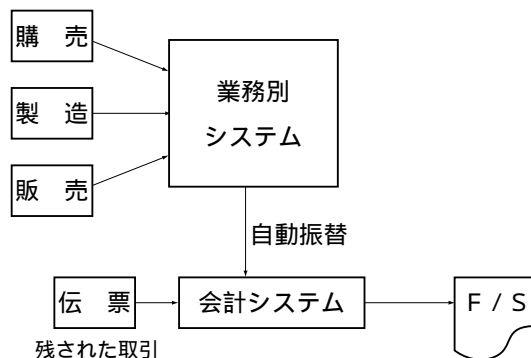 購　売
製　造
販　売
業務別
システム
自動振替
伝　票
会計システム
Ｆ / Ｓ
残された取引